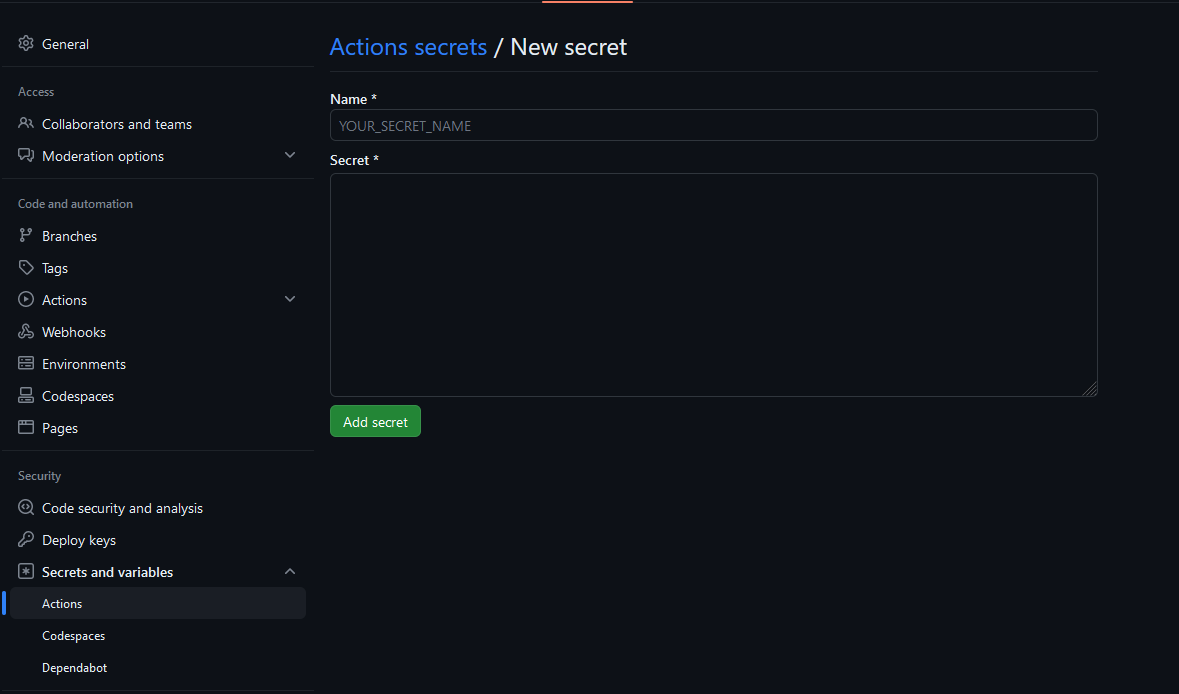 General
Access
Collaborators and teams
Moderation options
Code and automation
Branches
Tags
Actions
Webhooks
Environments
Codespaces
Pages
Security
Code security and analysis
Deploy keys
Secrets and variables
Actions
Codespaces
Dependabot
Actions secrets / New secret
Name *
YOUR_SECRET_NAME
Secret *
Add secret